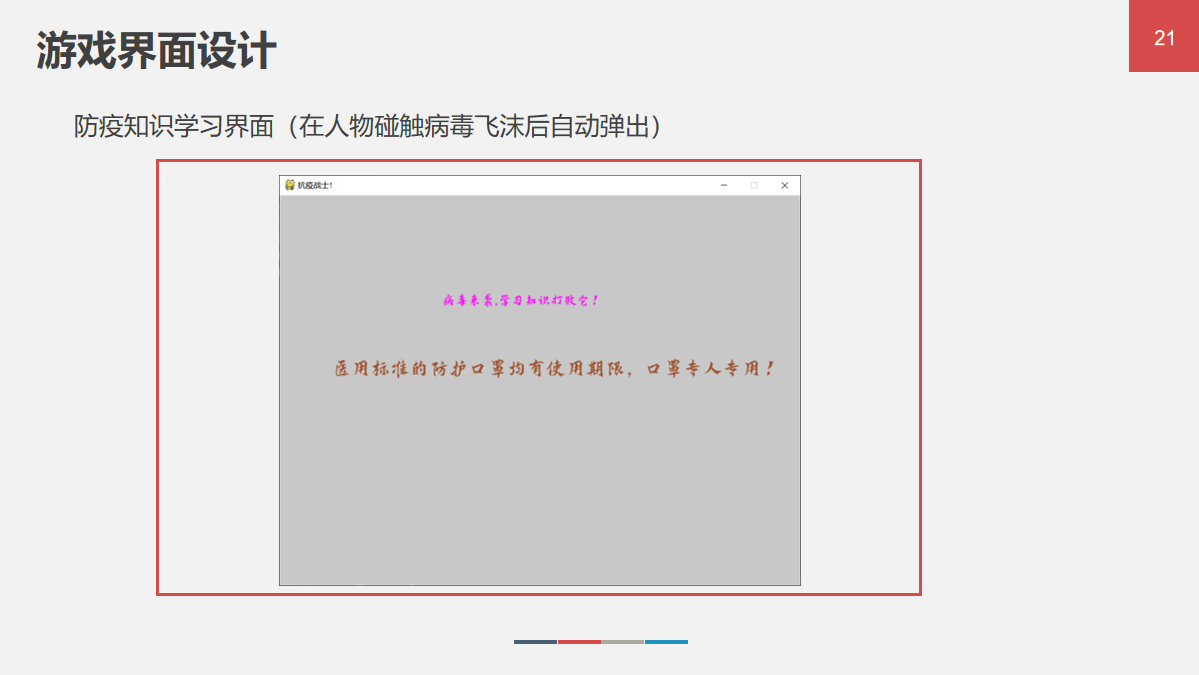 游戏界面设计
21
防疫知识学习界面（在人物碰触病毒飞沫后自动弹出）
抗疫战士！
病毒来袭,学习知识打败它！
医用标准的防护口罩均有使用期限，口罩专人专用！